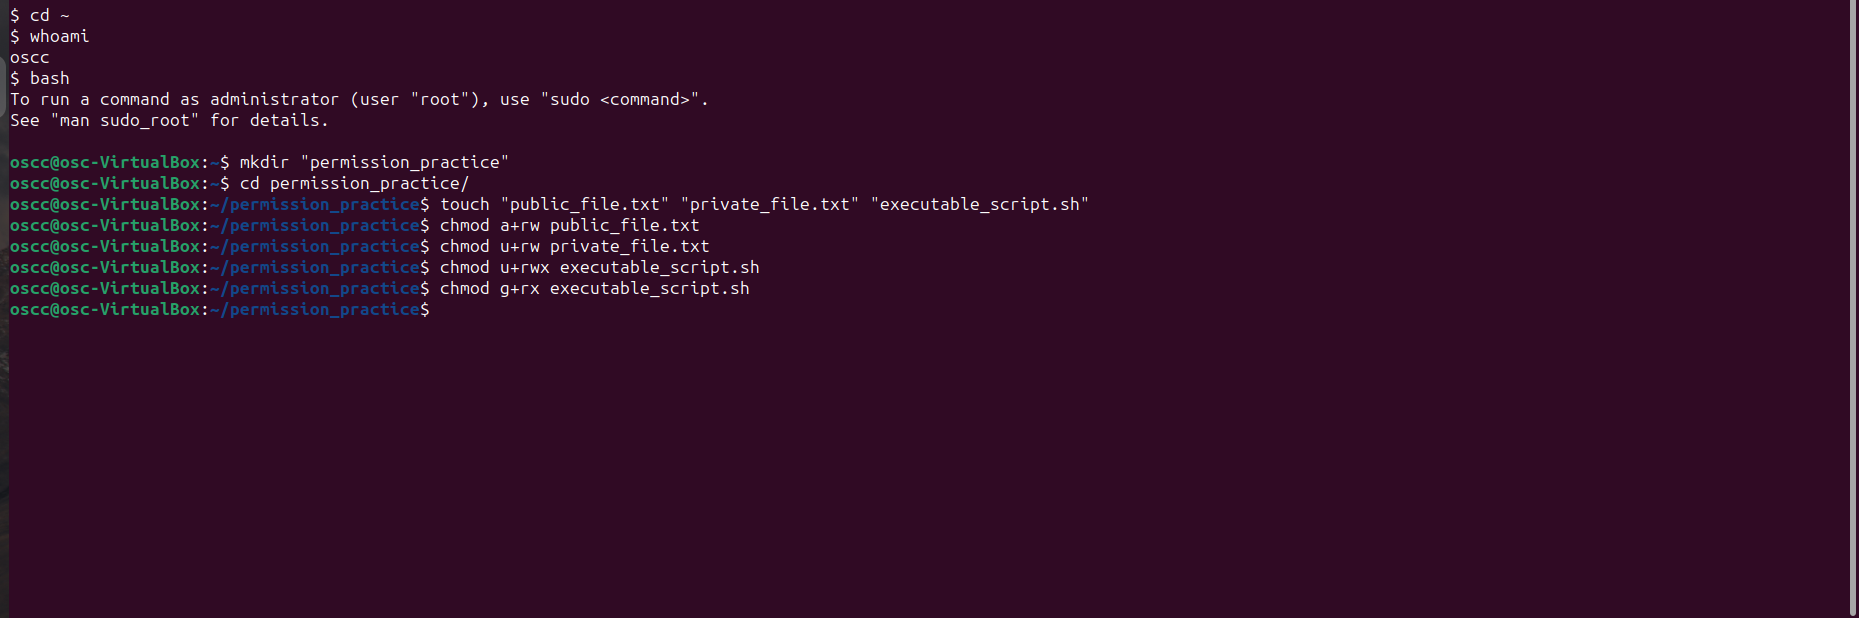 $ cd ~
$ whoami
oscc
$ bash
To run a command as administrator (user "root"), use "sudo <command>".
See "man sudo_root" for details.
oscc@osc-VirtualBox:~$ mkdir "permission_practice"
oscc@osc-VirtualBox:~$ cd permission_practice/
oscc@osc-VirtualBox:~/permission_practice$ touch "public_file.txt" "private_file.txt" "executable_script.sh"
oscc@osc-VirtualBox:~/permission_practice$ chmod a+rw public_file.txt
oscc@osc-VirtualBox:~/permission_practice$ chmod u+rw private_file.txt
oscc@osc-VirtualBox:~/permission_practice$ chmod u+rwx executable_script.sh
oscc@osc-VirtualBox:~/permission_practice$ chmod g+rx executable_script.sh
oscc@osc-VirtualBox:~/permission_practice$